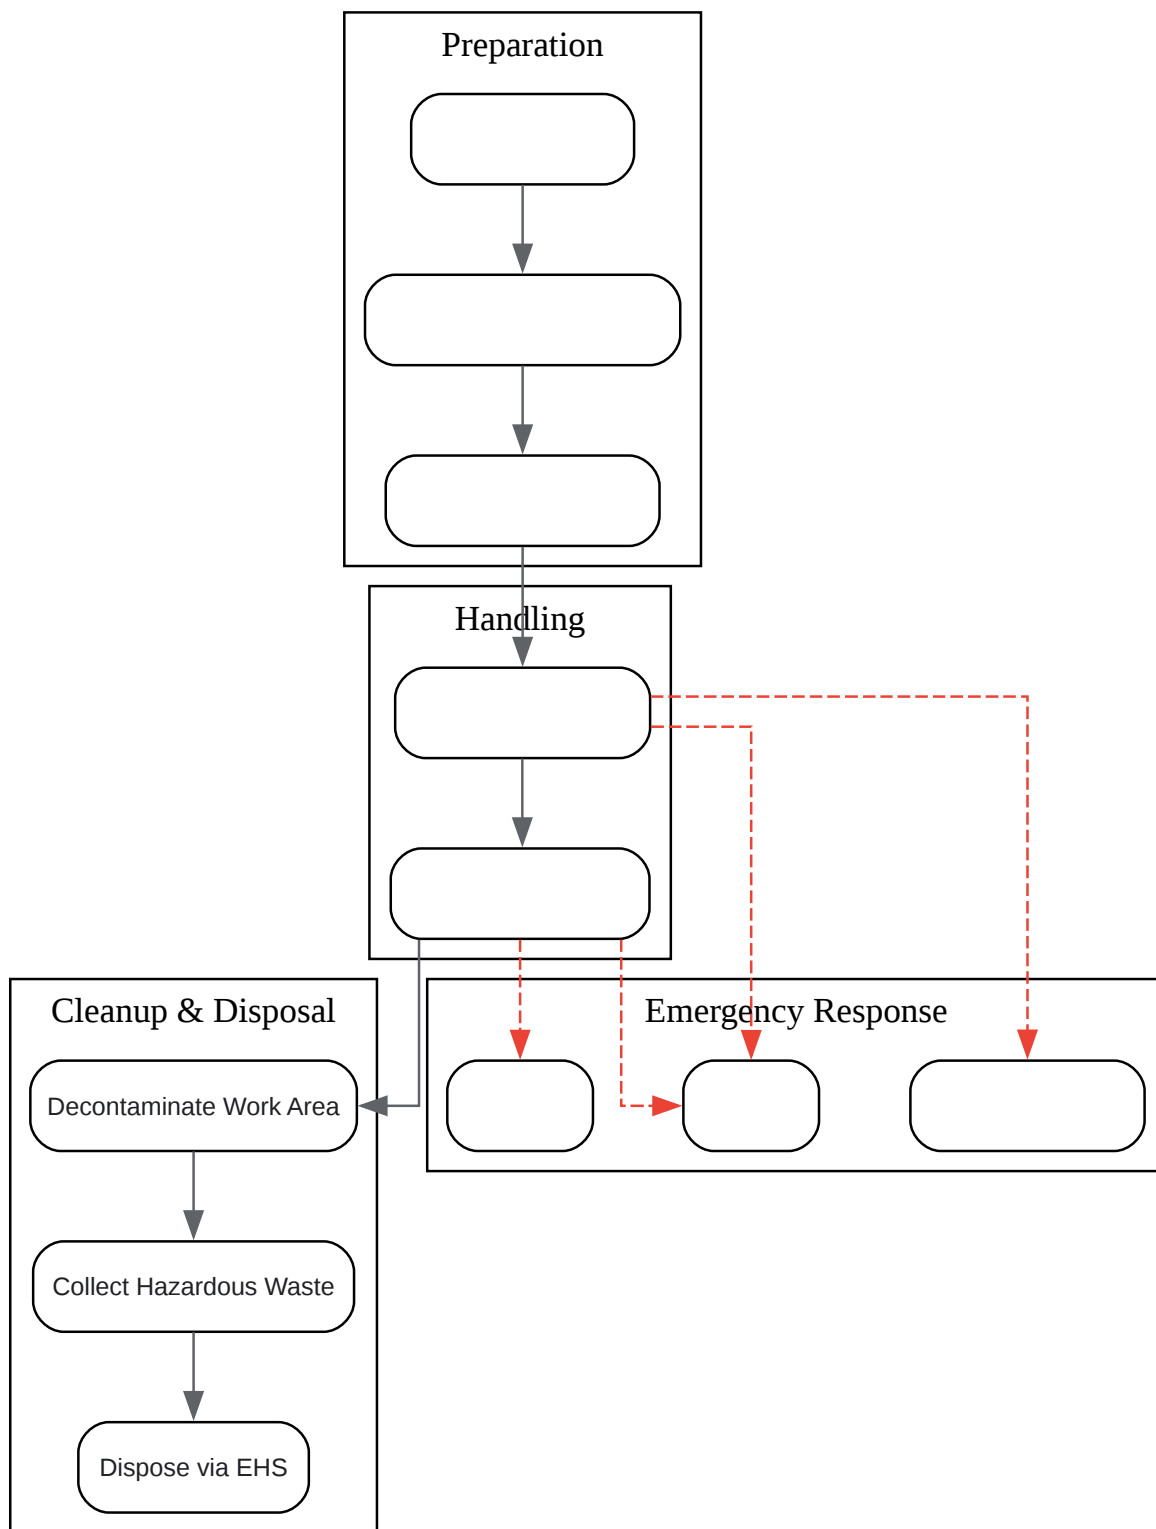 Preparation
Handling
Cleanup & Disposal
Emergency Response
Decontaminate Work Area
Collect Hazardous Waste
Dispose via EHS